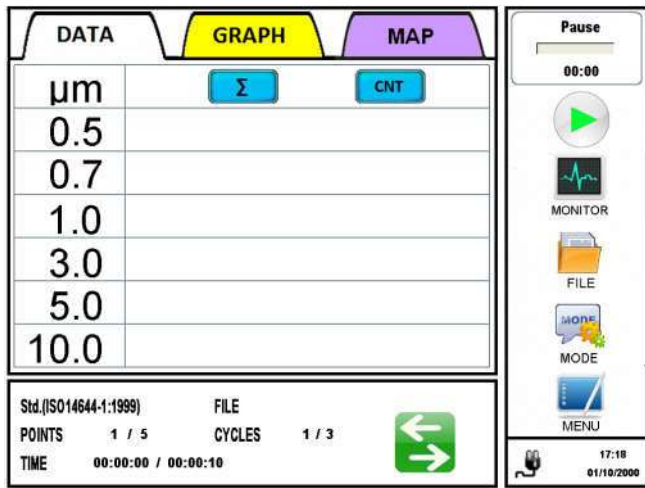 DATA GRAPH MAP
µm Σ CNT
0.5
0.7
1.0
3.0
5.0
10.0
Std.(ISO14644-1:1999) FILE
POINTS 1 / 5 CYCLES 1 / 3
TIME 00:00:00 / 00:00:10
Pause
00:00
MONITOR
FILE
MODE
MODE
MENU
17:18
01/10/2000